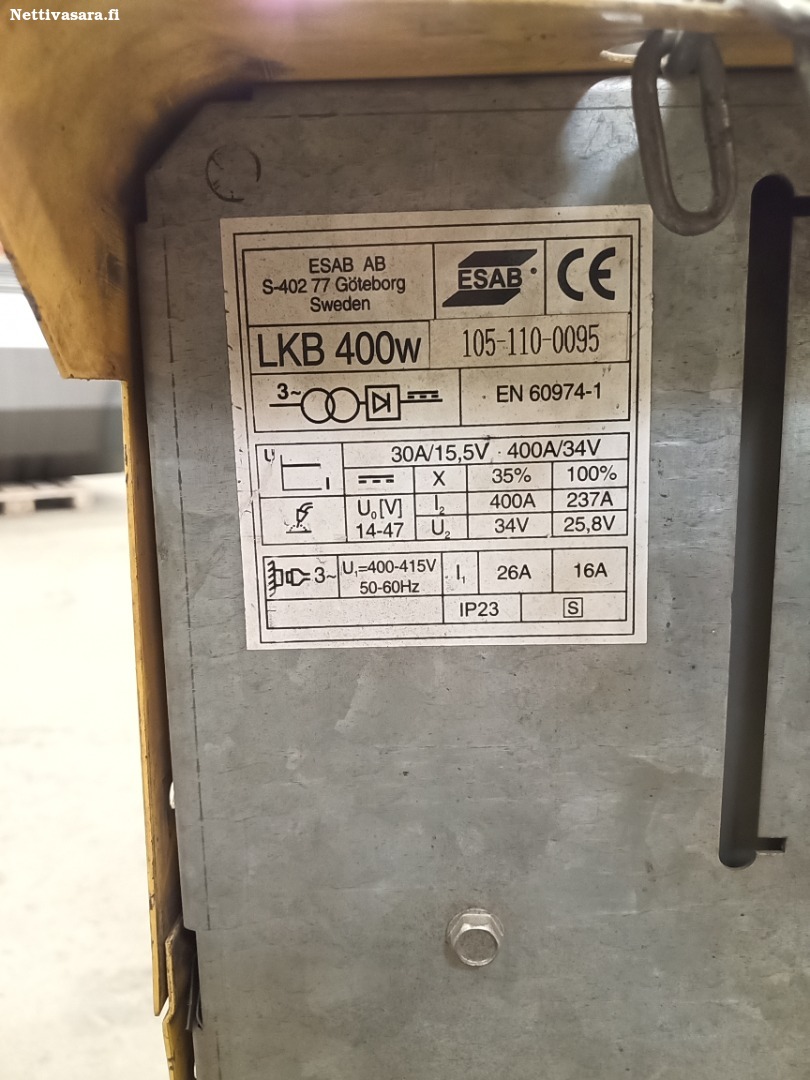 Nettivasara.fi
ESAB AB
S-402 77 Göteborg
Sweden
ESAB
CE
LKB 400w
105-110-0095
3~
EN 60974-1
U
I
30A/15,5V · 400A/34V
X 35% 100%
U₀[V] I₂ 400A 237A
14-47 U₂ 34V 25,8V
3~ U₁=400-415V I₁ 26A 16A
50-60Hz
IP23 S